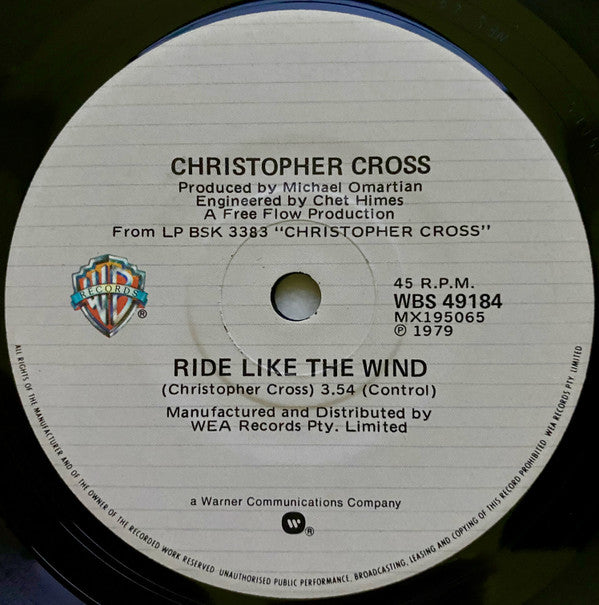 CHRISTOPHER CROSS
Produced by Michael Omartian
Engineered by Chet Himes
A Free Flow Production
From LP BSK 3383 "CHRISTOPHER CROSS"
WB
RECORDS
®
45 R.P.M.
WBS 49184
MX195065
℗ 1979
RIDE LIKE THE WIND
(Christopher Cross) 3.54 (Control)
Manufactured and Distributed by
WEA Records Pty. Limited
a Warner Communications Company
®
ALL RIGHTS OF THE MANUFACTURER AND OF THE OWNER OF THE RECORDED WORK RESERVED. UNAUTHORISED PUBLIC PERFORMANCE, BROADCASTING, LEASING AND COPYING OF THIS RECORD PROHIBITED. WEA RECORDS PTY. LIMITED